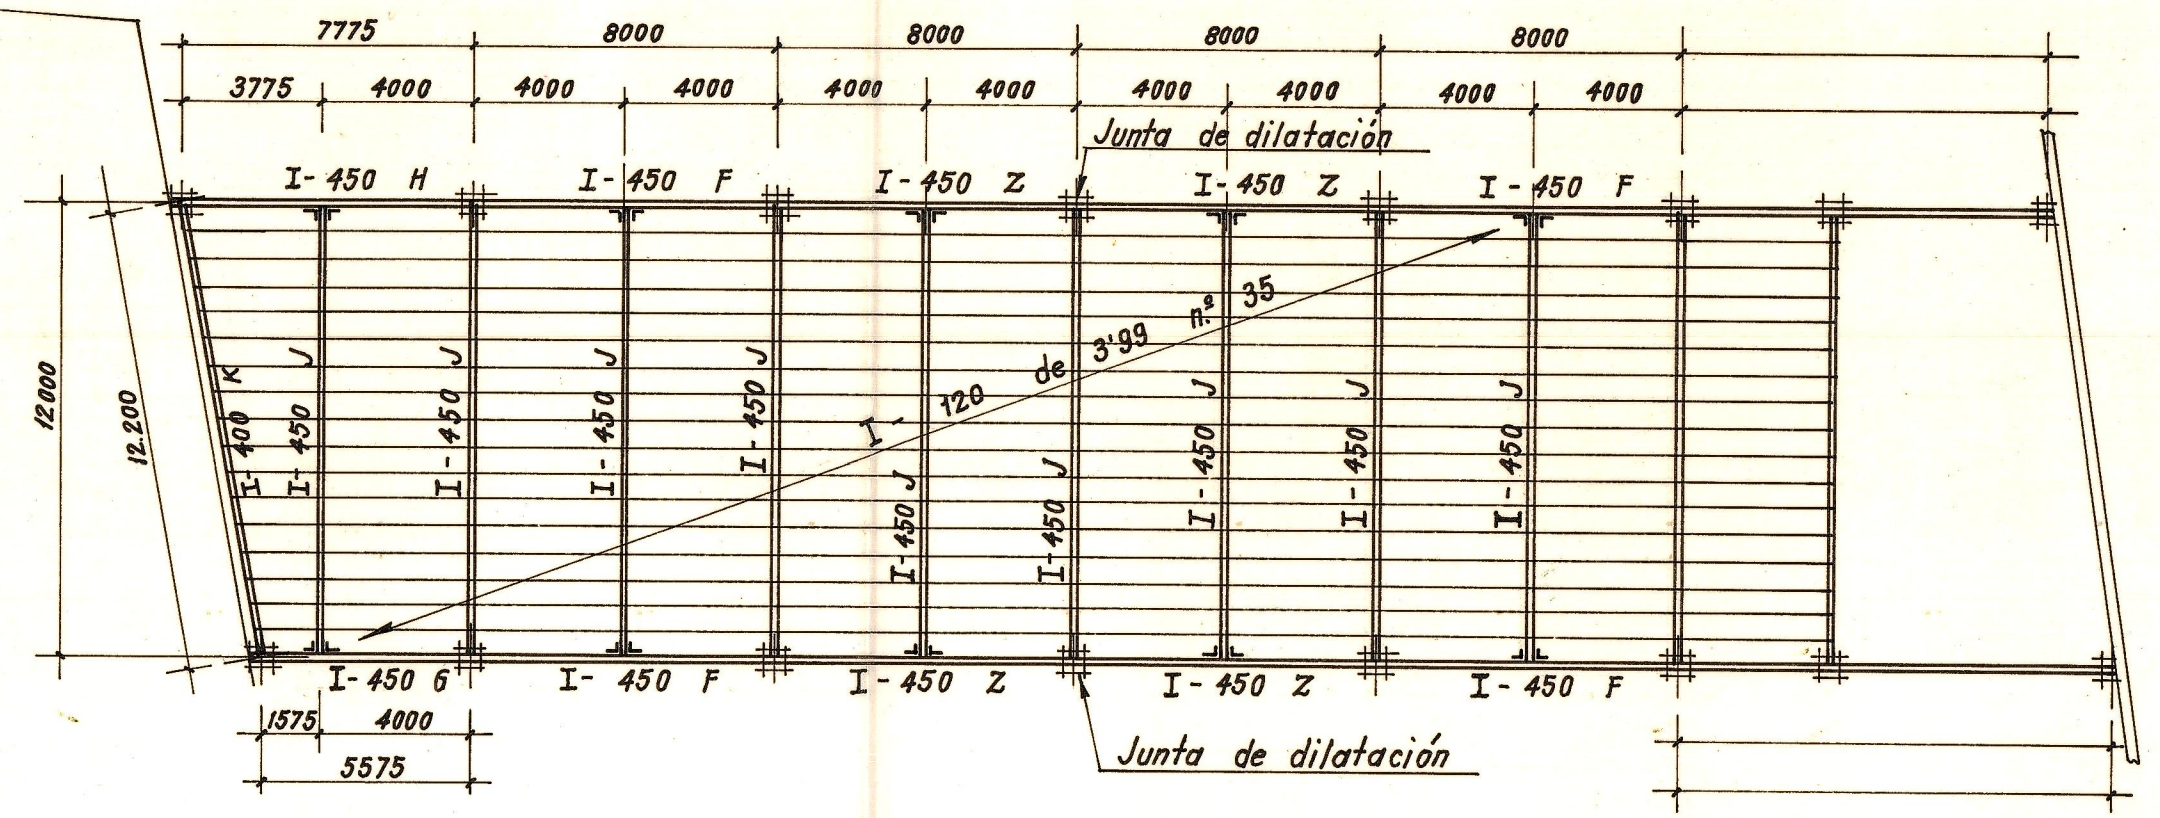 7775 8000 8000 8000 8000
3775 4000 4000 4000 4000 4000 4000 4000 4000 4000
Junta de dilatación
I-450 H I-450 F I-450 Z I-450 Z I-450 F
12000
12.200
I-400 K
I-450 J
I-450 J
I-450 J
I-450 J
I-450 J
I-450 J
I-450 J
I-450 J
I-450 J
I-120 de 3'99 n.º 35
I-450 G I-450 F I-450 Z I-450 Z I-450 F
1575 4000
5575
Junta de dilatación